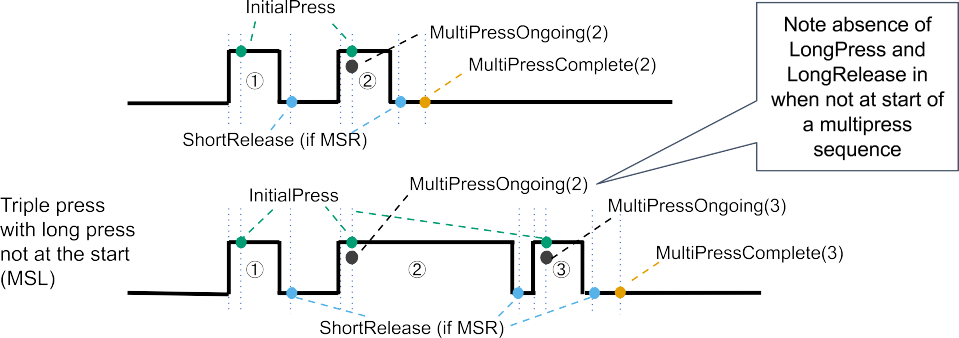 InitialPress
MultiPressOngoing(2)
MultiPressComplete(2)
①
②
ShortRelease (if MSR)
Note absence of
LongPress and
LongRelease in
when not at start of
a multipress
sequence
Triple press
with long press
not at the start
(MSL)
InitialPress
MultiPressOngoing(2)
MultiPressOngoing(3)
MultiPressComplete(3)
①
②
③
ShortRelease (if MSR)